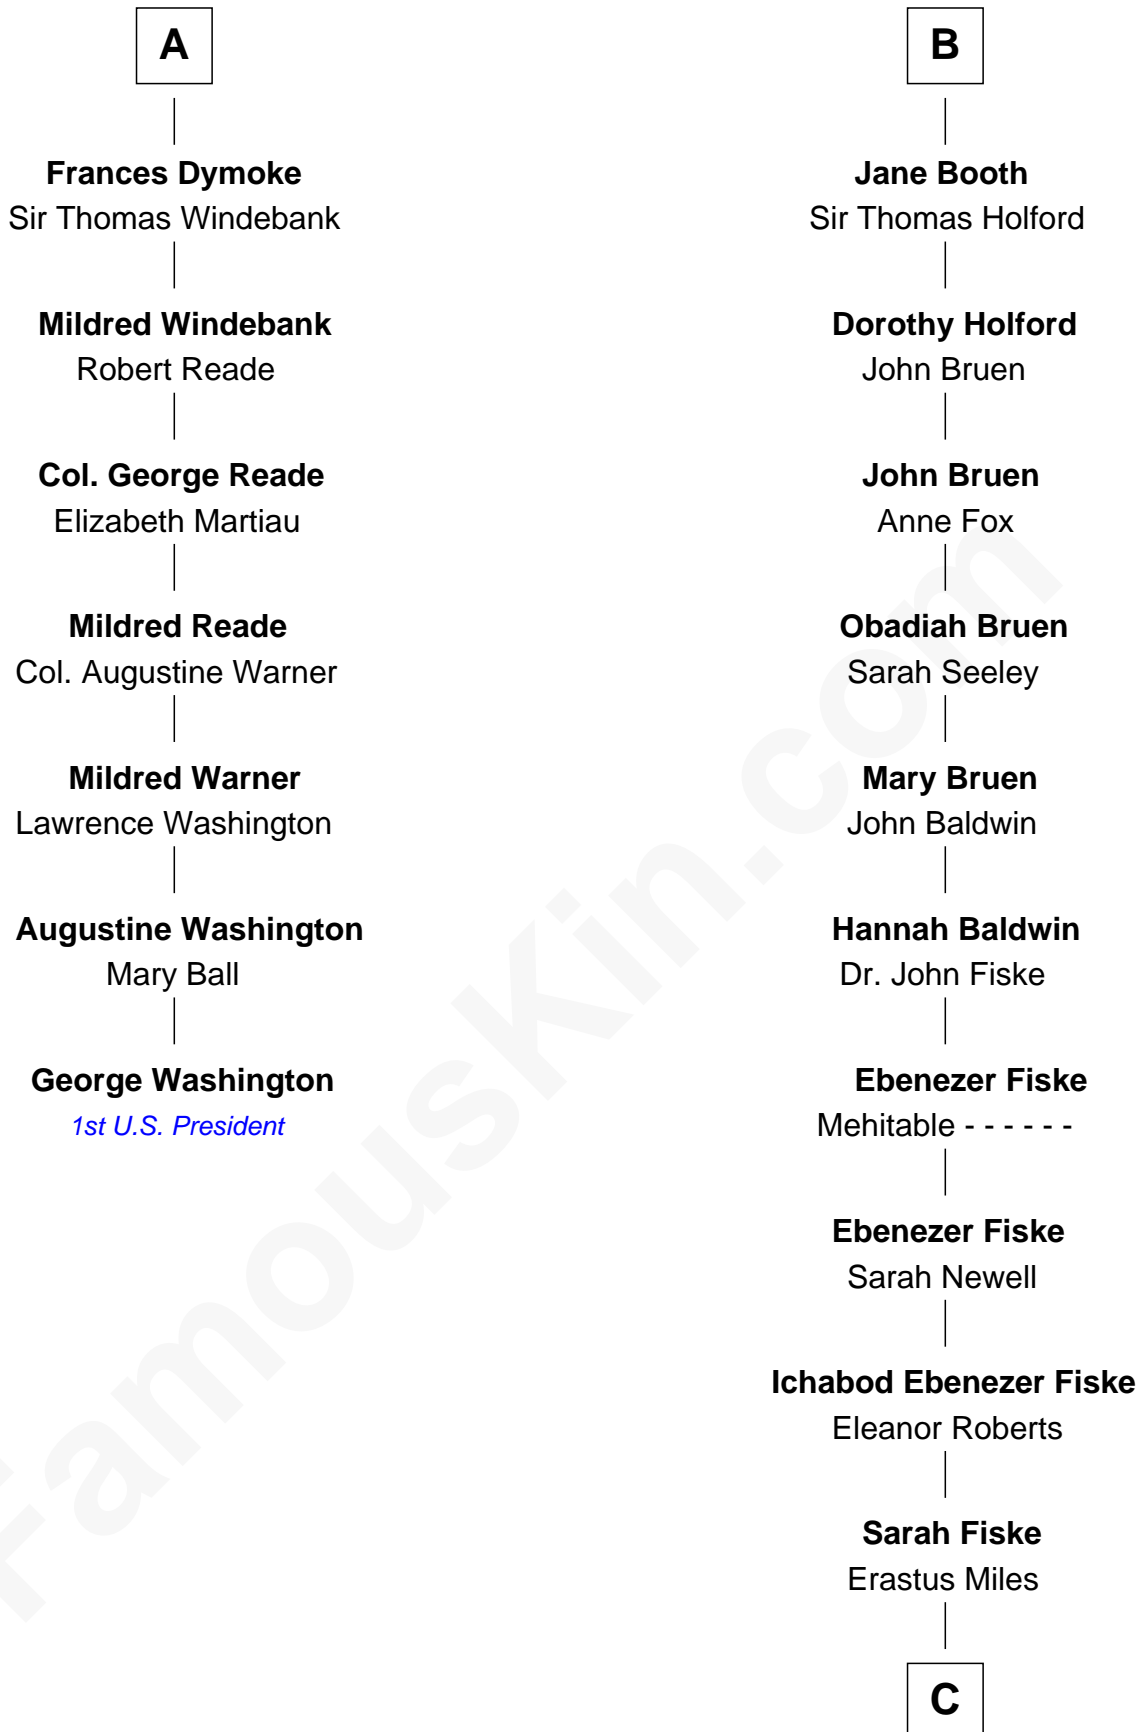 A
Frances Dymoke
Sir Thomas Windebank
Mildred Windebank
Robert Reade
Col. George Reade
Elizabeth Martiau
Mildred Reade
Col. Augustine Warner
Mildred Warner
Lawrence Washington
Augustine Washington
Mary Ball
George Washington
1st U.S. President
B
Jane Booth
Sir Thomas Holford
Dorothy Holford
John Bruen
John Bruen
Anne Fox
Obadiah Bruen
Sarah Seeley
Mary Bruen
John Baldwin
Hannah Baldwin
Dr. John Fiske
Ebenezer Fiske
Mehitable - - - - - -
Ebenezer Fiske
Sarah Newell
Ichabod Ebenezer Fiske
Eleanor Roberts
Sarah Fiske
Erastus Miles
C
FamousKin.com